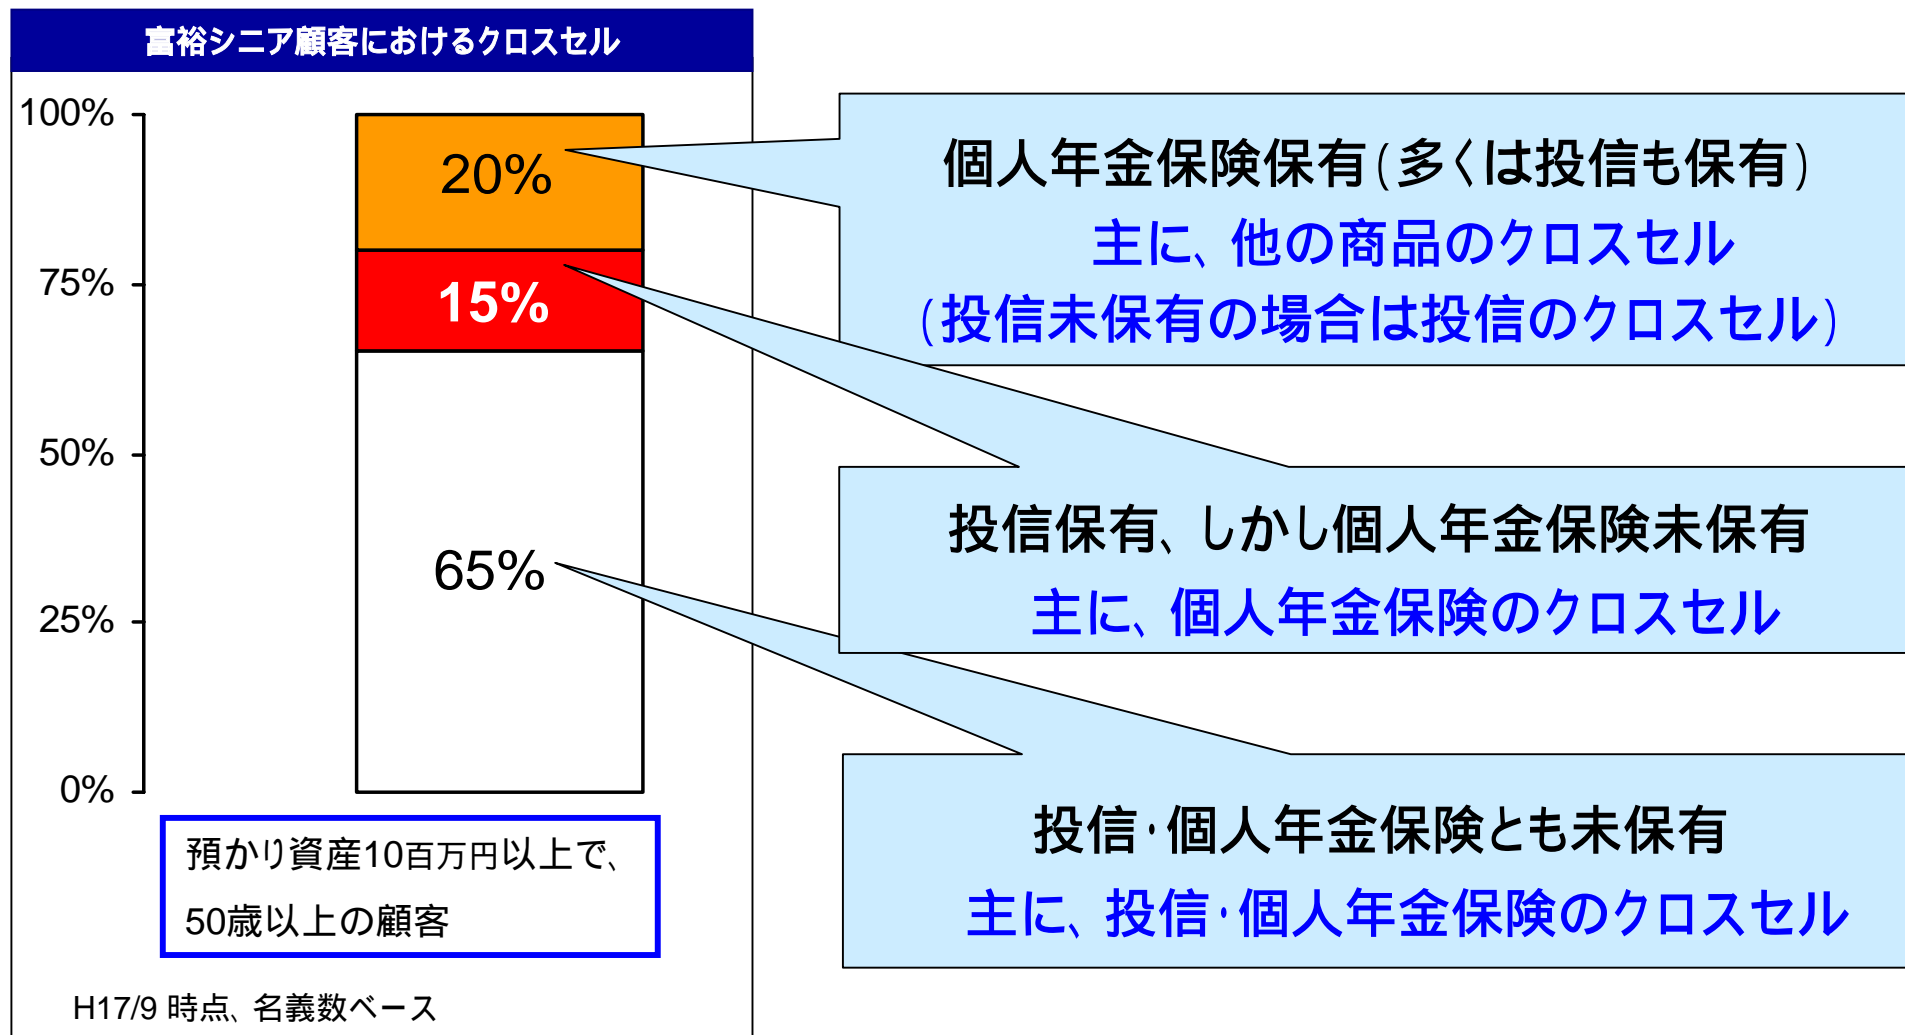 富裕シニア顧客におけるクロスセル
100%
75%
50%
25%
0%
20%
15%
65%
預かり資産10百万円以上で、
50歳以上の顧客
H17/9 時点、名義数ベース
個人年金保険保有(多くは投信も保有)
主に、他の商品のクロスセル
(投信未保有の場合は投信のクロスセル)
投信保有、しかし個人年金保険未保有
主に、個人年金保険のクロスセル
投信・個人年金保険とも未保有
主に、投信・個人年金保険のクロスセル